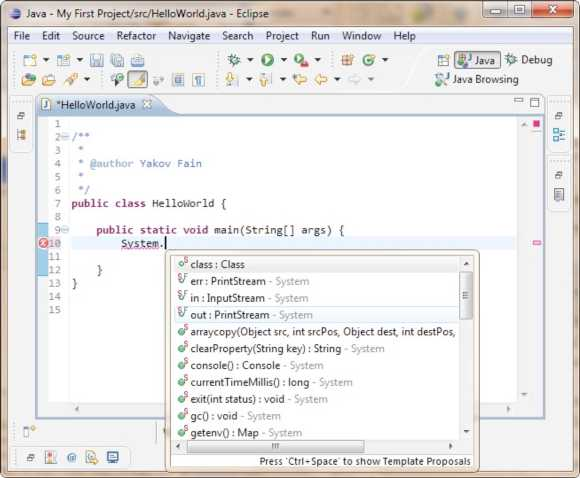 Java - My First Project/src/HelloWorld.java - Eclipse
File Edit Source Refactor Navigate Search Project Run Window Help
Java Debug
Java Browsing
*HelloWorld.java
1
2 /**
3 *
4 * @author Yakov Fain
5 *
6 */
7 public class HelloWorld {
8
9 public static void main(String[] args) {
10 System.
11
12 }
13 }
14
15
class : Class
err : PrintStream - System
in : InputStream - System
out : PrintStream - System
arraycopy(Object src, int srcPos, Object dest, int destPos,
clearProperty(String key) : String - System
console() : Console - System
currentTimeMillis() : long - System
exit(int status) : void - System
gc() : void - System
getenv() : Map - System
Press 'Ctrl+Space' to show Template Proposals